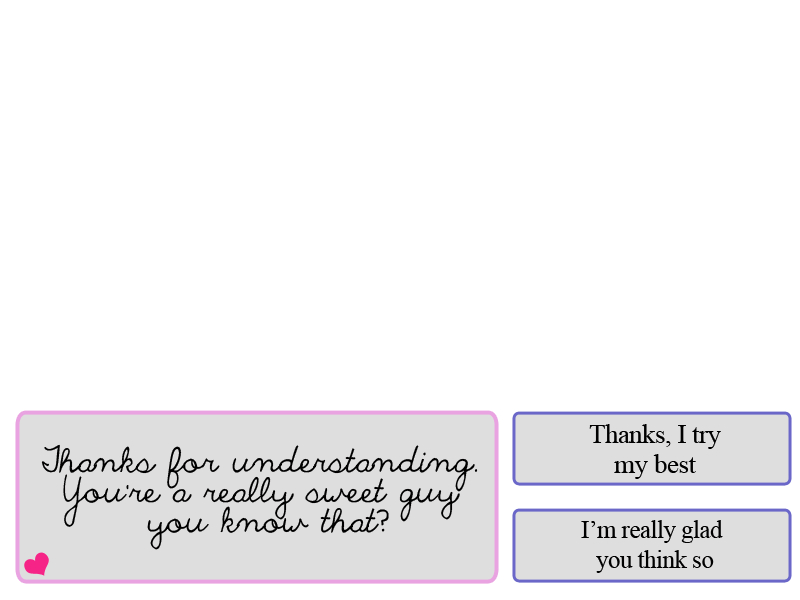 Thanks for understanding.
You're a really sweet guy
you know that?
Thanks, I try
my best
I'm really glad
you think so